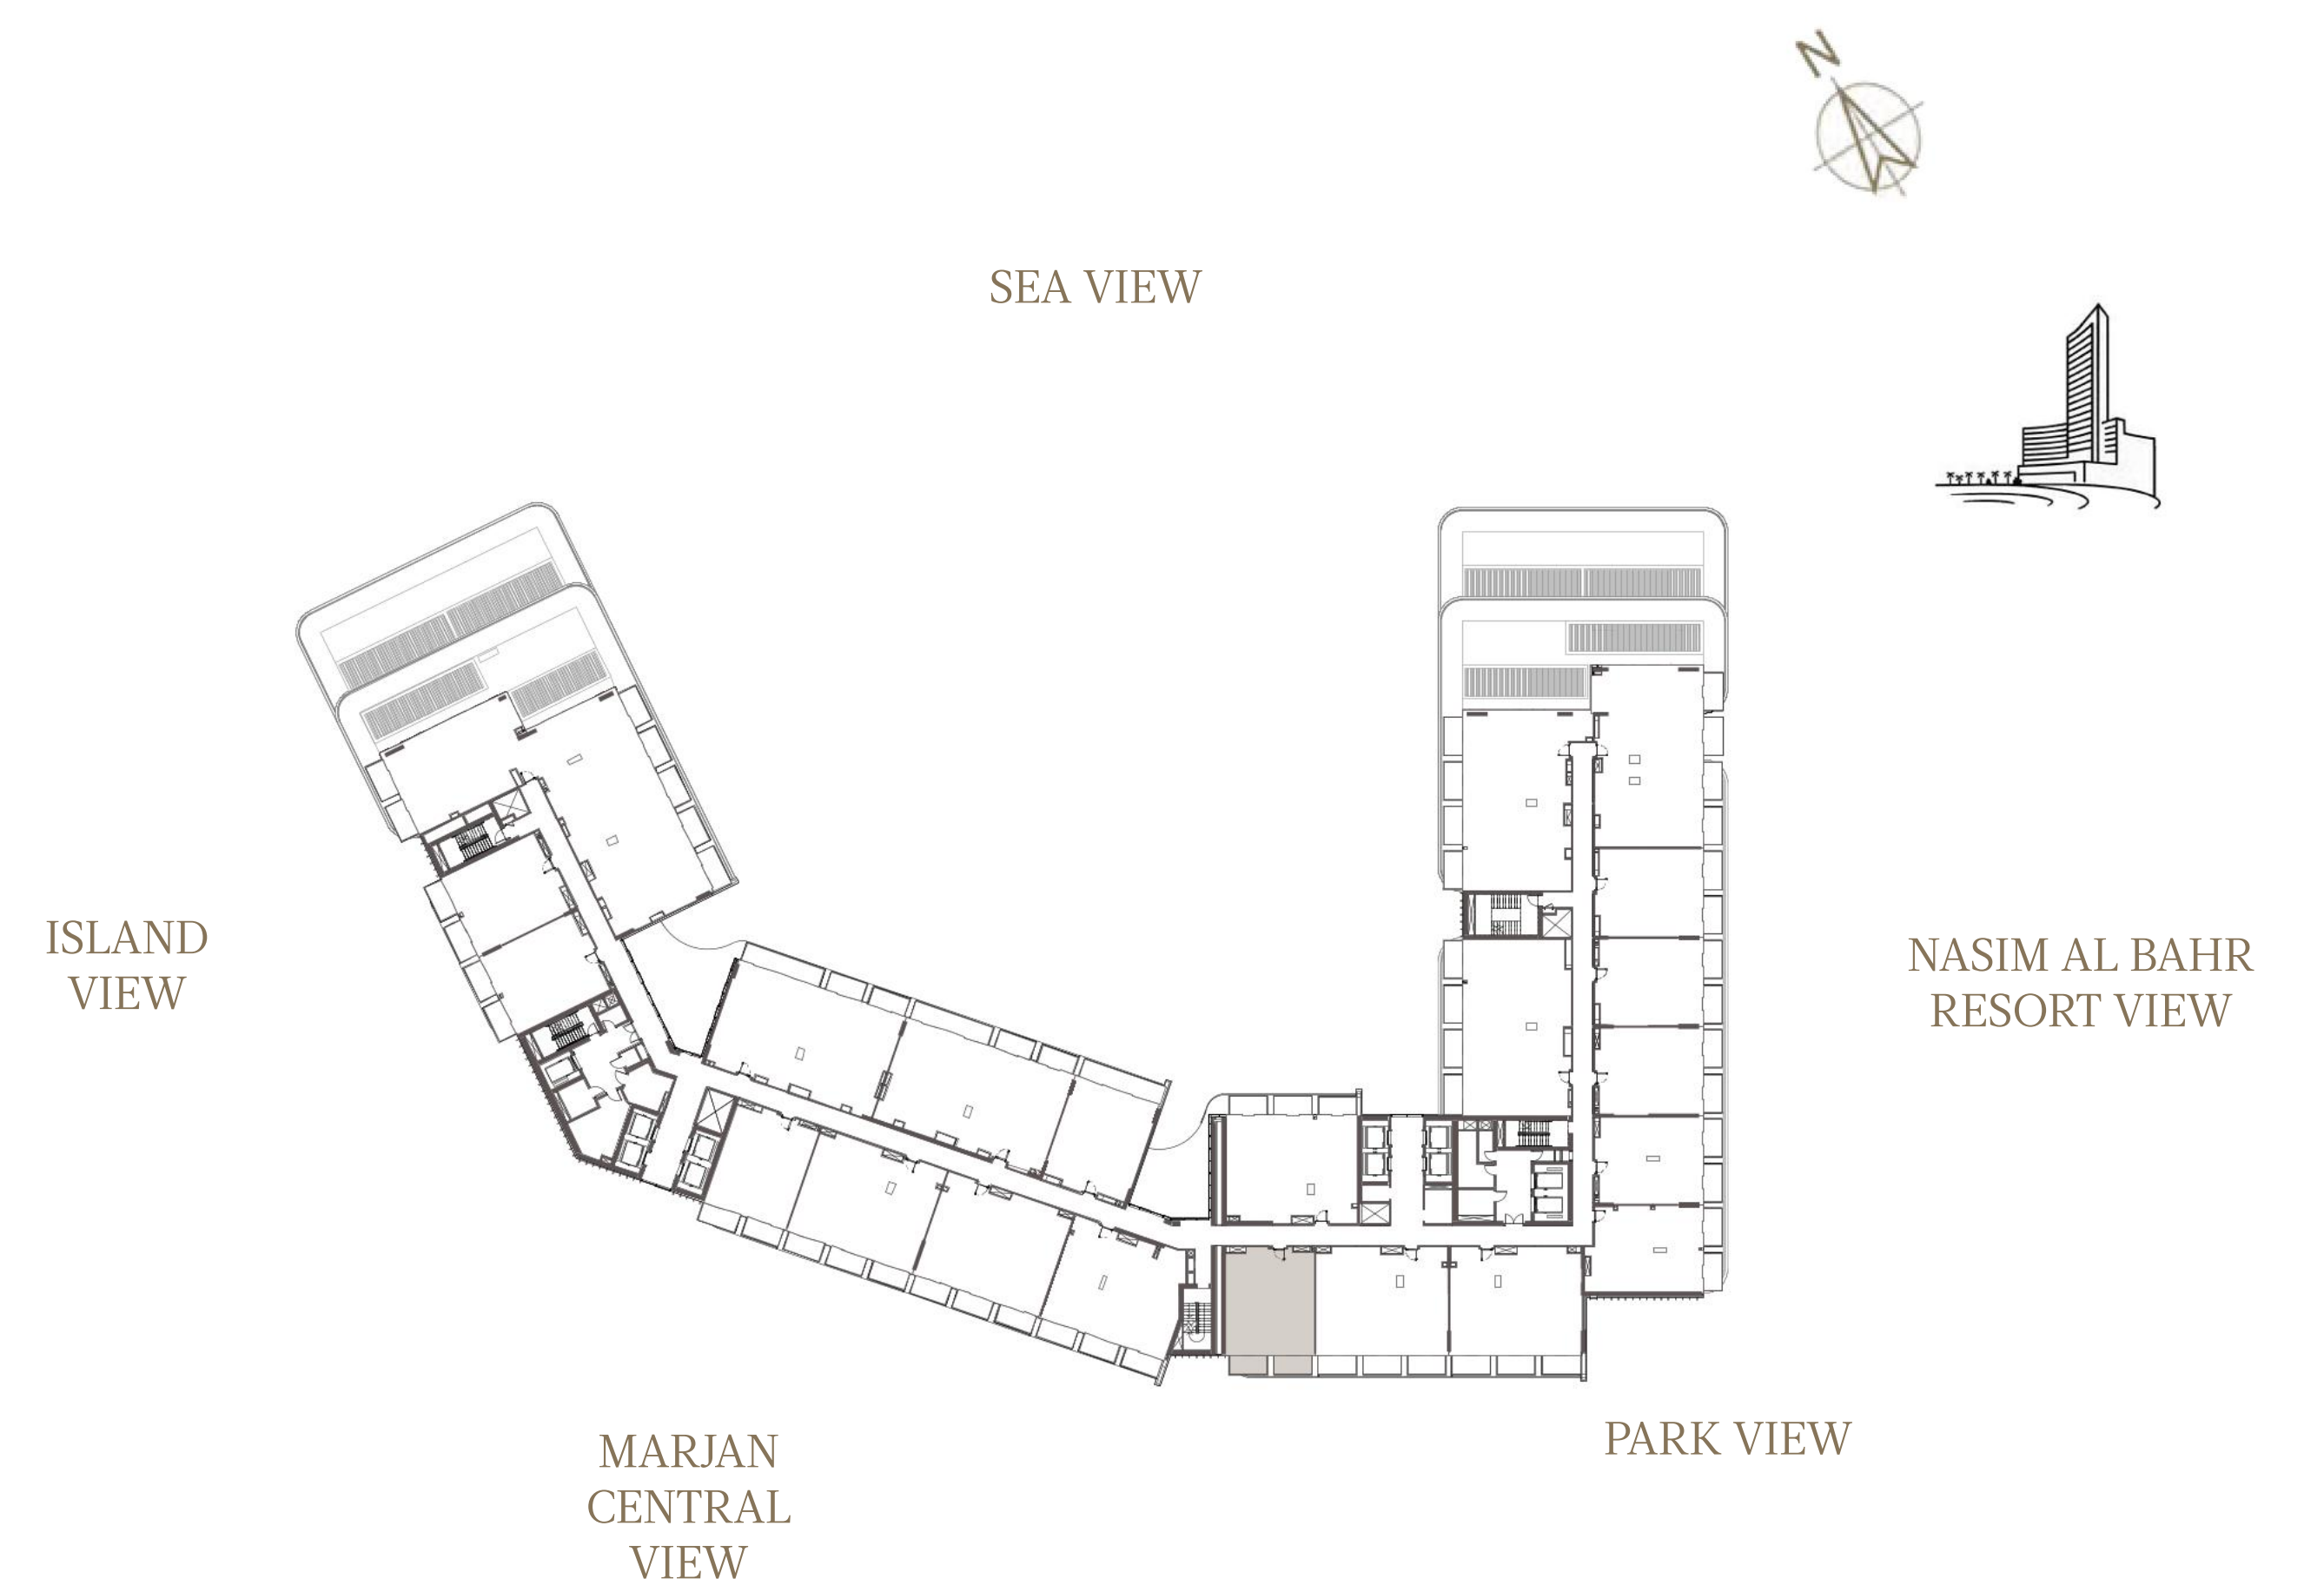 N
SEA VIEW
ISLAND
VIEW
NASIM AL BAHR
RESORT VIEW
PARK VIEW
MARJAN
CENTRAL
VIEW